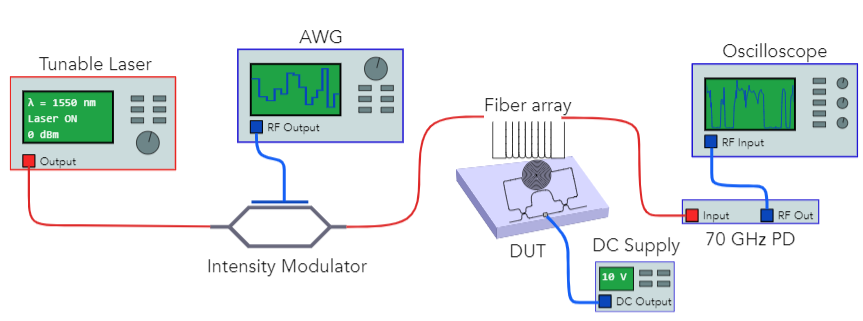 AWG
Oscilloscope
Tunable Laser
λ = 1550 nm
Laser ON
0 dBm
Output
RF Output
Fiber array
RF Input
Input
RF Out
70 GHz PD
DUT
DC Supply
Intensity Modulator
10 V
DC Output